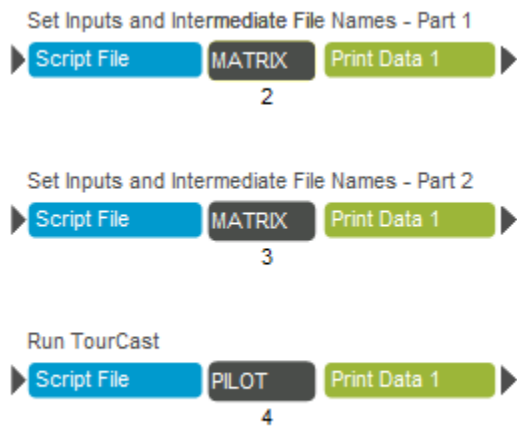 Set Inputs and Intermediate File Names - Part 1
Script File MATRIX Print Data 1
2
Set Inputs and Intermediate File Names - Part 2
Script File MATRIX Print Data 1
3
Run TourCast
Script File PILOT Print Data 1
4